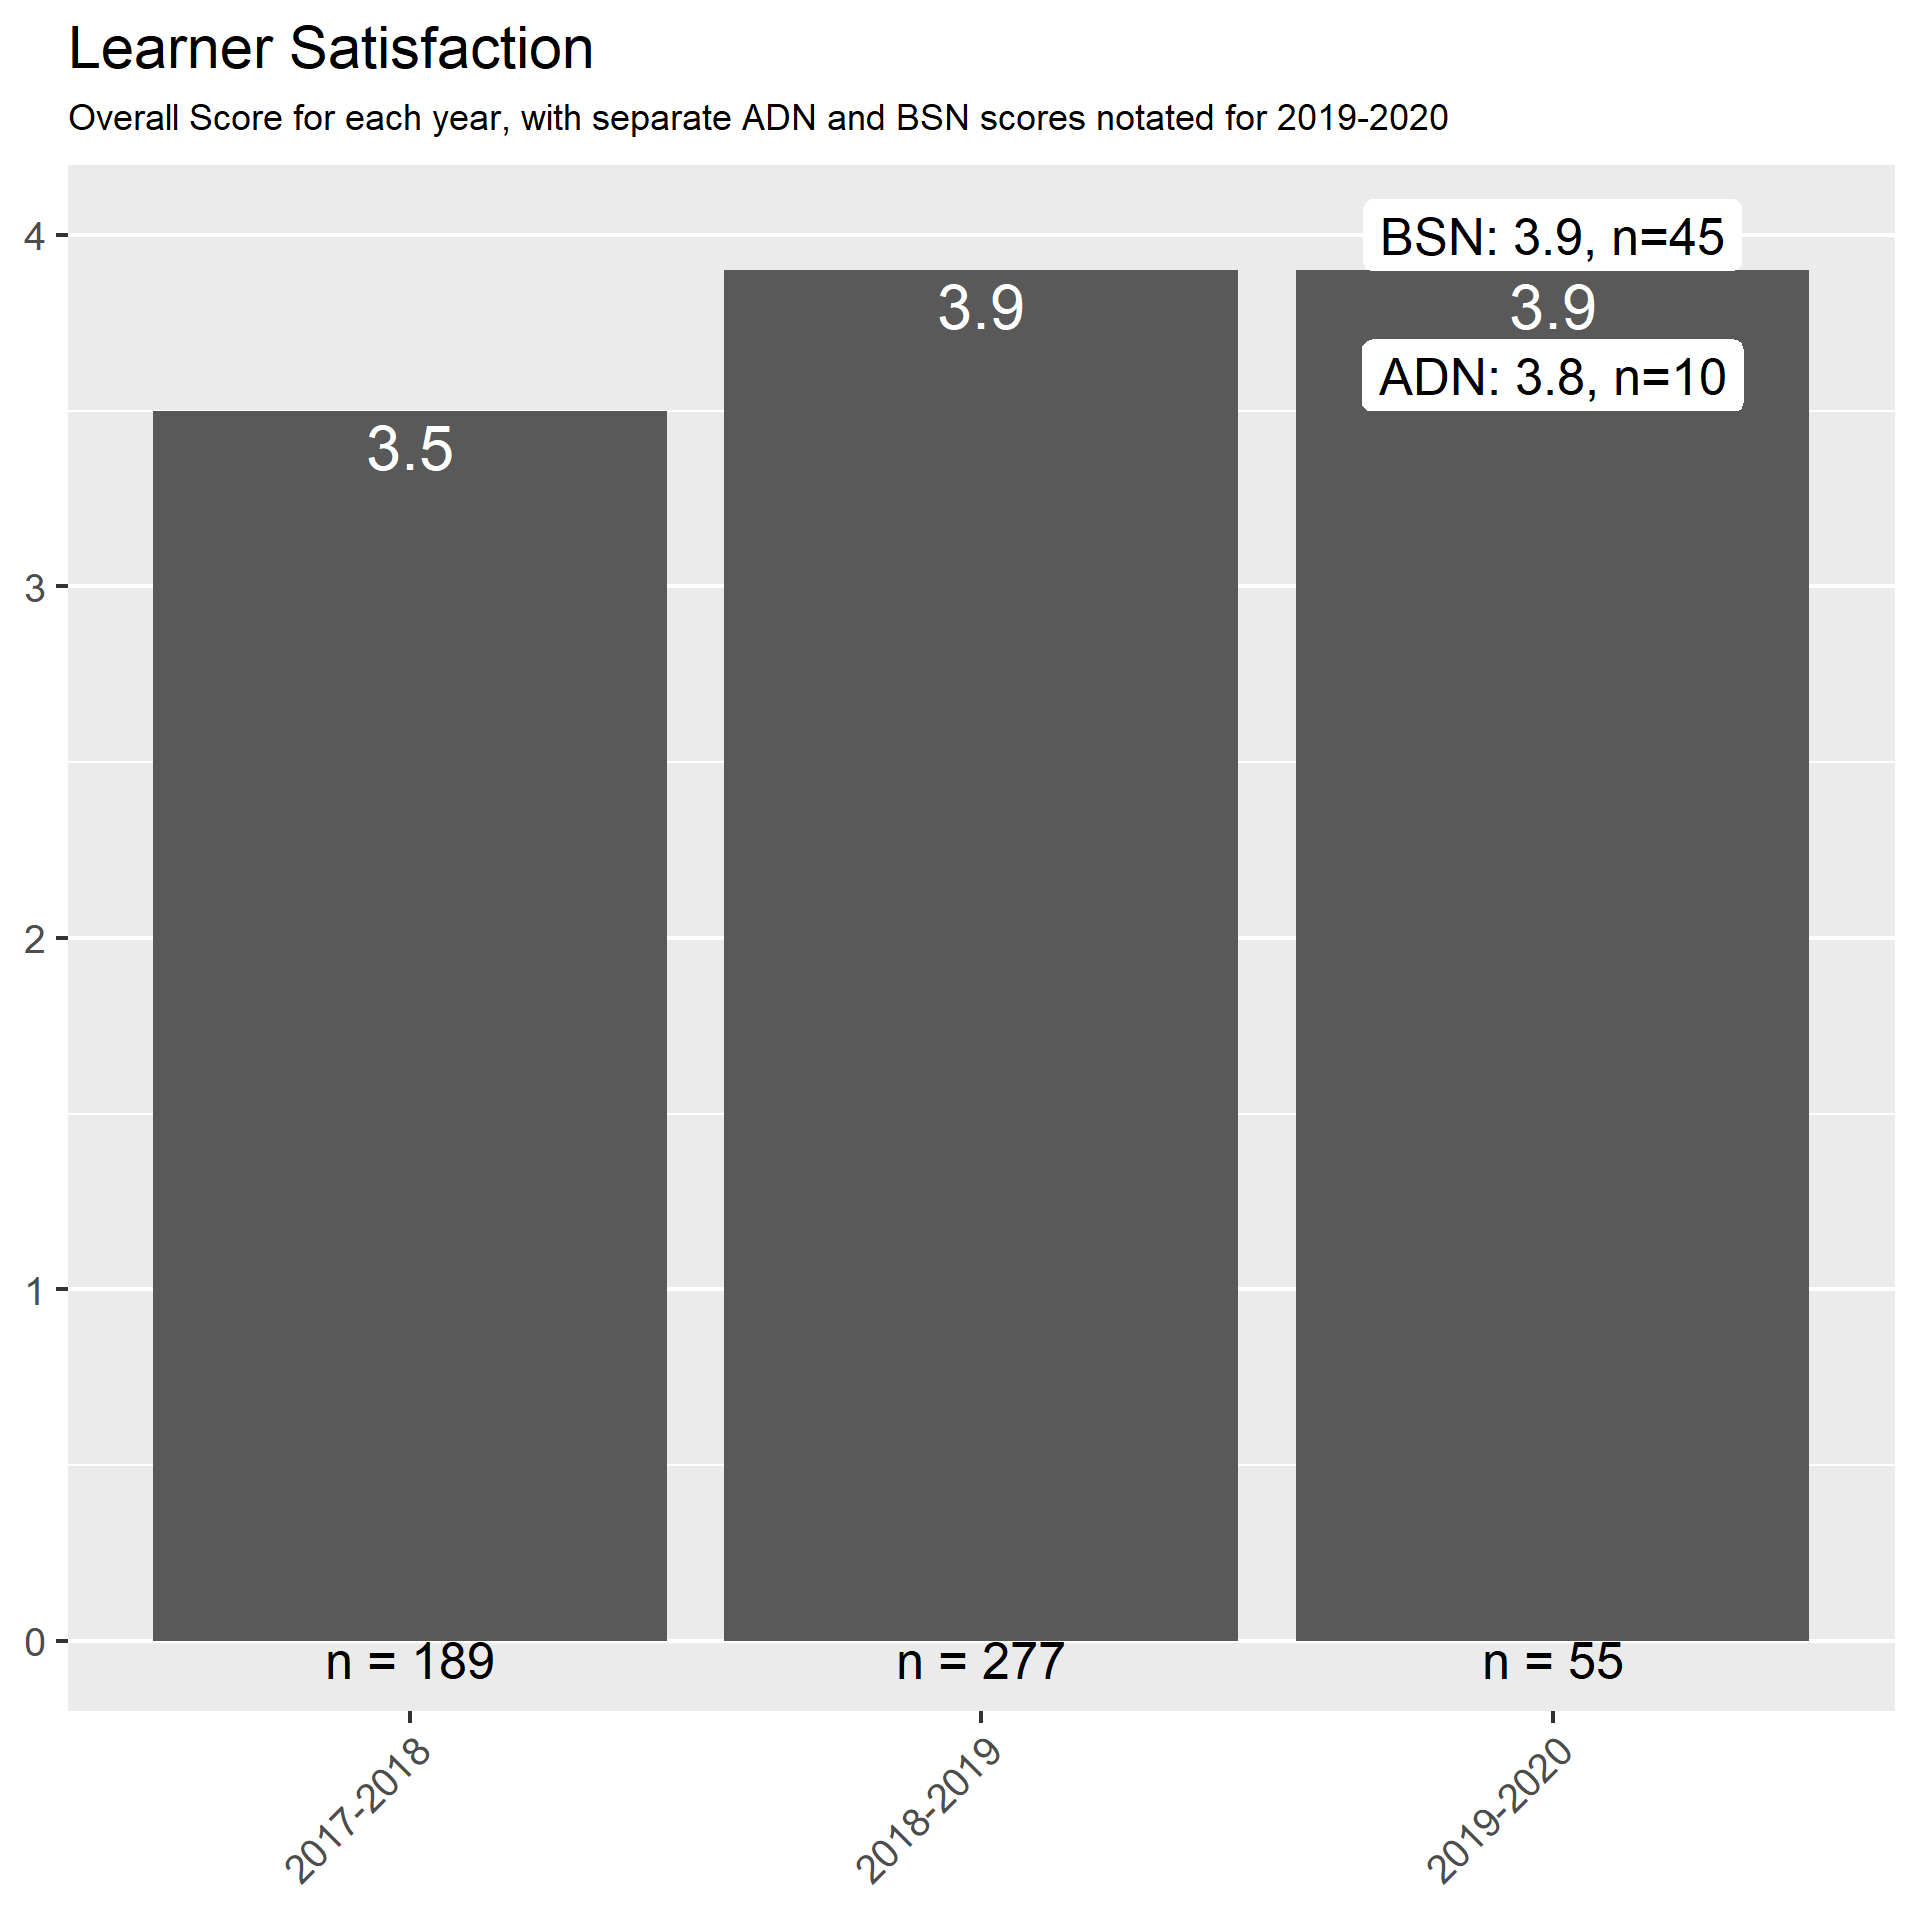 Learner Satisfaction
Overall Score for each year, with separate ADN and BSN scores notated for 2019-2020
4
3
2
1
0
3.5
3.9
BSN: 3.9, n=45
3.9
ADN: 3.8, n=10
n = 189
n = 277
n = 55
2017-2018
2018-2019
2019-2020